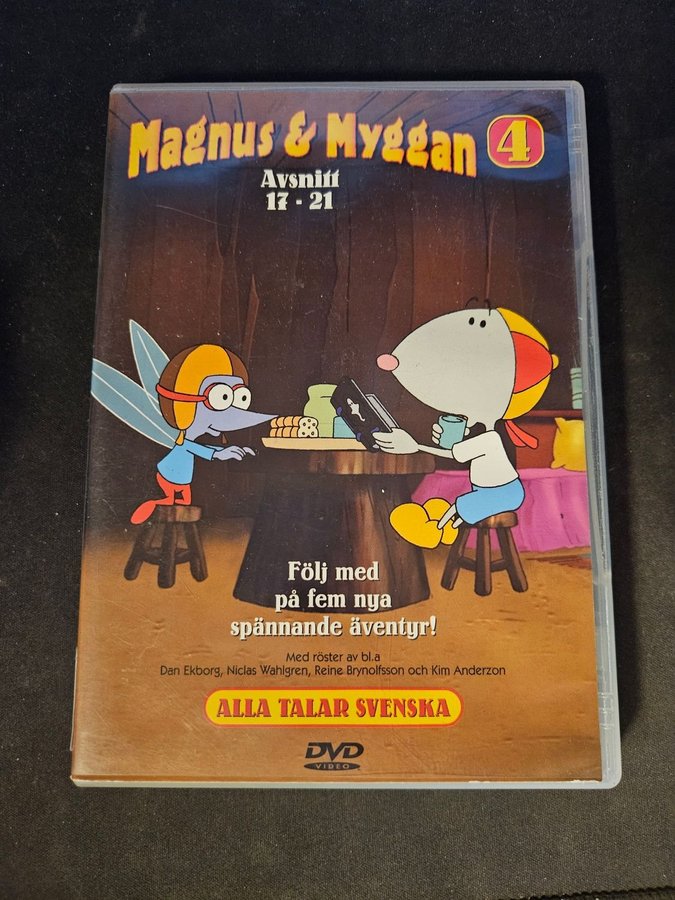 Magnus & Myggan 4
Avsnitt
17 - 21
Följ med
på fem nya
spännande äventyr!
Med röster av bl.a
Dan Ekborg, Niclas Wahlgren, Reine Brynolfsson och Kim Anderzon
ALLA TALAR SVENSKA
DVD
VIDEO